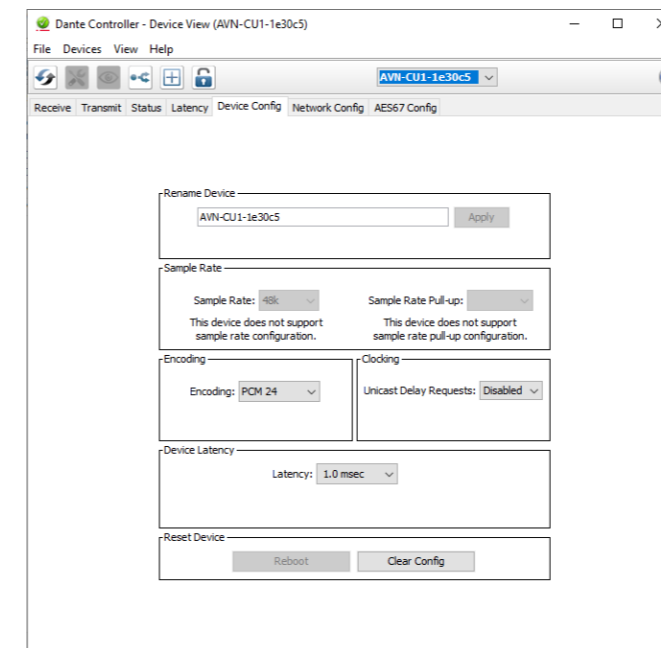 Dante Controller - Device View (AVN-CU1-1e30c5)
File Devices View Help
AVN-CU1-1e30c5
Receive Transmit Status Latency Device Config Network Config AES67 Config
Rename Device
AVN-CU1-1e30c5 Apply
Sample Rate
Sample Rate: 48k Sample Rate Pull-up:
This device does not support This device does not support
sample rate configuration. sample rate pull-up configuration.
Encoding Clocking
Encoding: PCM 24 Unicast Delay Requests: Disabled
Device Latency
Latency: 1.0 msec
Reset Device
Reboot Clear Config